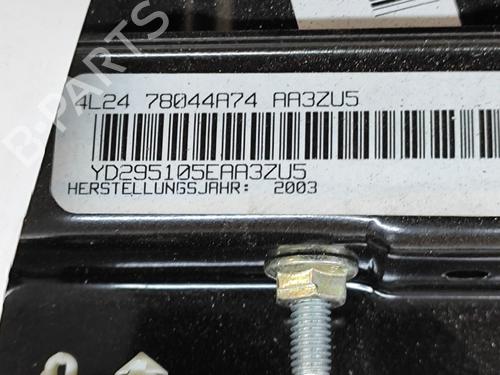 4L24 78044A74 AA3ZU5
YD295105EAA3ZU5
HERSTELLUNGSJAHR: 2003
B-PARTS